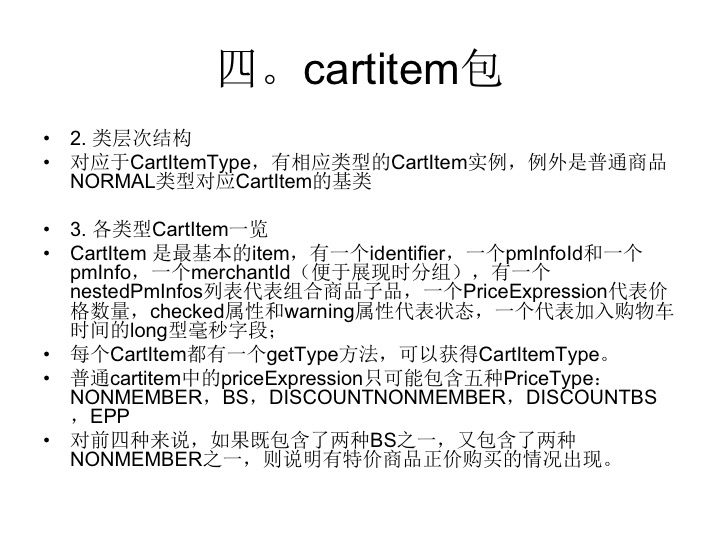 四。cartitem包
• 2. 类层次结构
• 对应于CartItemType，有相应类型的CartItem实例，例外是普通商品
NORMAL类型对应CartItem的基类
• 3. 各类型CartItem一览
• CartItem 是最基本的item，有一个identifier，一个pmInfoId和一个
pmInfo，一个merchantId（便于展现时分组），有一个
nestedPmInfos列表代表组合商品子品，一个PriceExpression代表价
格数量，checked属性和warning属性代表状态，一个代表加入购物车
时间的long型毫秒字段；
• 每个CartItem都有一个getType方法，可以获得CartItemType。
• 普通cartitem中的priceExpression只可能包含五种PriceType：
NONMEMBER，BS，DISCOUNTNONMEMBER，DISCOUNTBS
，EPP
• 对前四种来说，如果既包含了两种BS之一，又包含了两种
NONMEMBER之一，则说明有特价商品正价购买的情况出现。